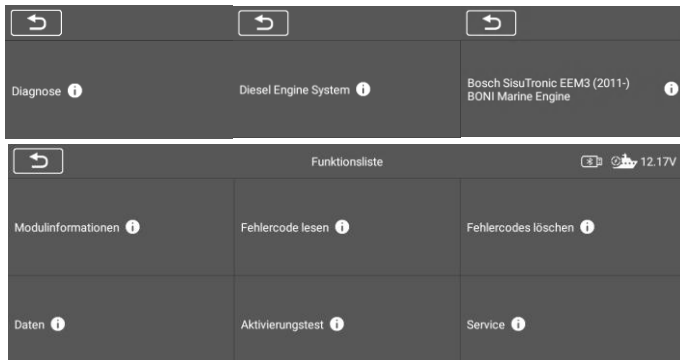 Diagnose
Diesel Engine System
Bosch SisuTronic EEM3 (2011-)
BONI Marine Engine
Funktionsliste
12.17V
Modulinformationen
Fehlercode lesen
Fehlercodes löschen
Daten
Aktivierungstest
Service